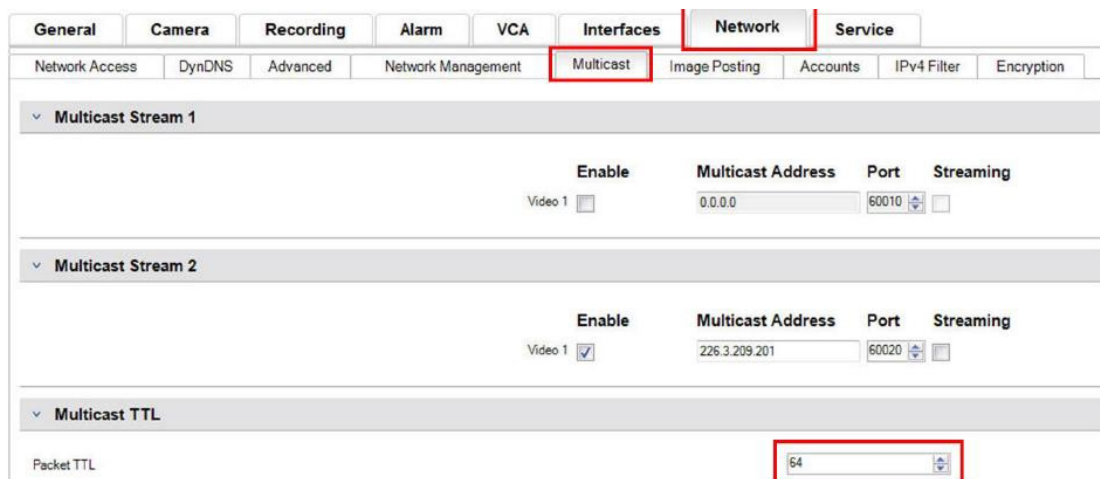 General Camera Recording Alarm VCA Interfaces Network Service
Network Access DynDNS Advanced Network Management Multicast Image Posting Accounts IPv4 Filter Encryption
Multicast Stream 1
Enable Multicast Address Port Streaming
Video 1 0.0.0.0 60010
Multicast Stream 2
Enable Multicast Address Port Streaming
Video 1 226.3.209.201 60020
Multicast TTL
Packet TTL 64